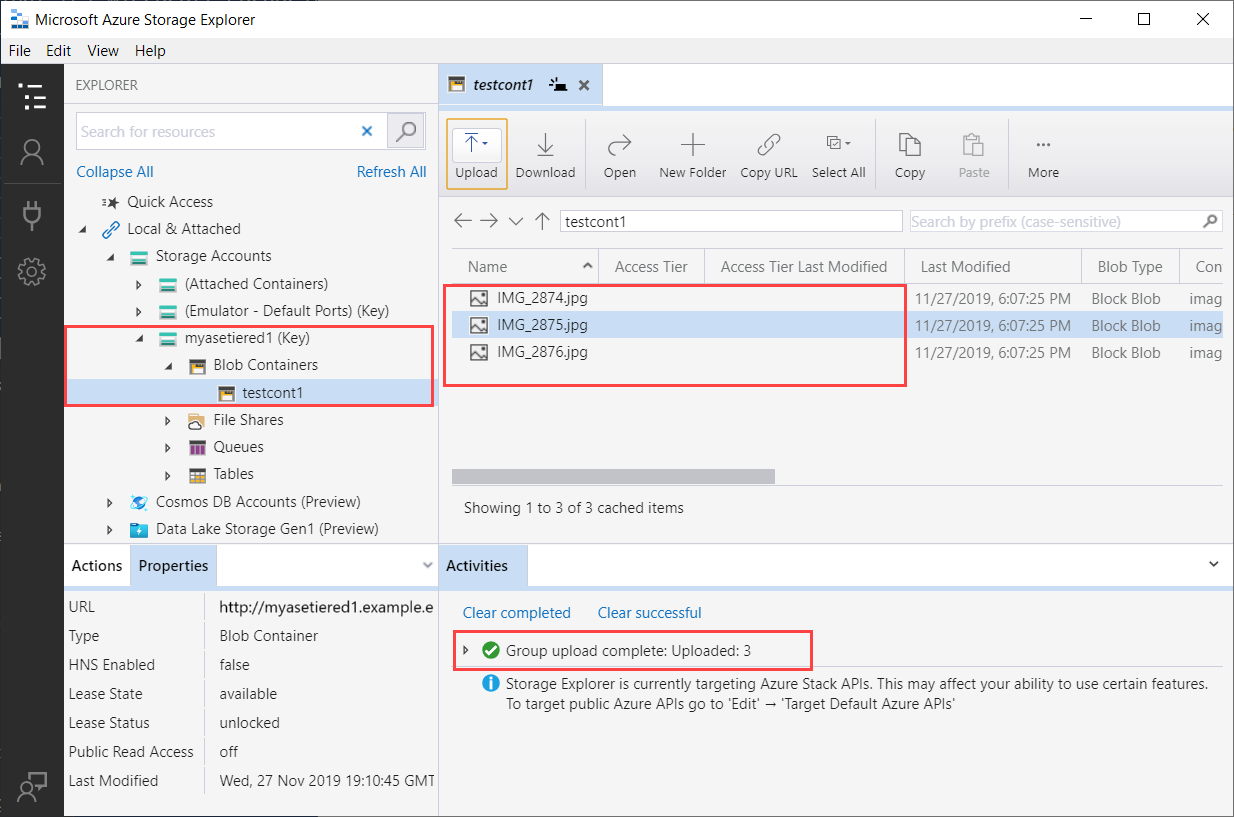 Microsoft Azure Storage Explorer
File Edit View Help
EXPLORER
Search for resources
Collapse All Refresh All
Quick Access
Local & Attached
Storage Accounts
(Attached Containers)
(Emulator - Default Ports) (Key)
myasetiered1 (Key)
Blob Containers
testcont1
File Shares
Queues
Tables
Cosmos DB Accounts (Preview)
Data Lake Storage Gen1 (Preview)
Actions Properties
URL http://myasetiered1.example.e
Type Blob Container
HNS Enabled false
Lease State available
Lease Status unlocked
Public Read Access off
Last Modified Wed, 27 Nov 2019 19:10:45 GMT
testcont1
Upload Download Open New Folder Copy URL Select All Copy Paste More
testcont1 Search by prefix (case-sensitive)
Name Access Tier Access Tier Last Modified Last Modified Blob Type Con
IMG_2874.jpg 11/27/2019, 6:07:25 PM Block Blob imag
IMG_2875.jpg 11/27/2019, 6:07:25 PM Block Blob imag
IMG_2876.jpg 11/27/2019, 6:07:25 PM Block Blob imag
Showing 1 to 3 of 3 cached items
Activities
Clear completed Clear successful
Group upload complete: Uploaded: 3
Storage Explorer is currently targeting Azure Stack APIs. This may affect your ability to use certain features.
To target public Azure APIs go to 'Edit' → 'Target Default Azure APIs'